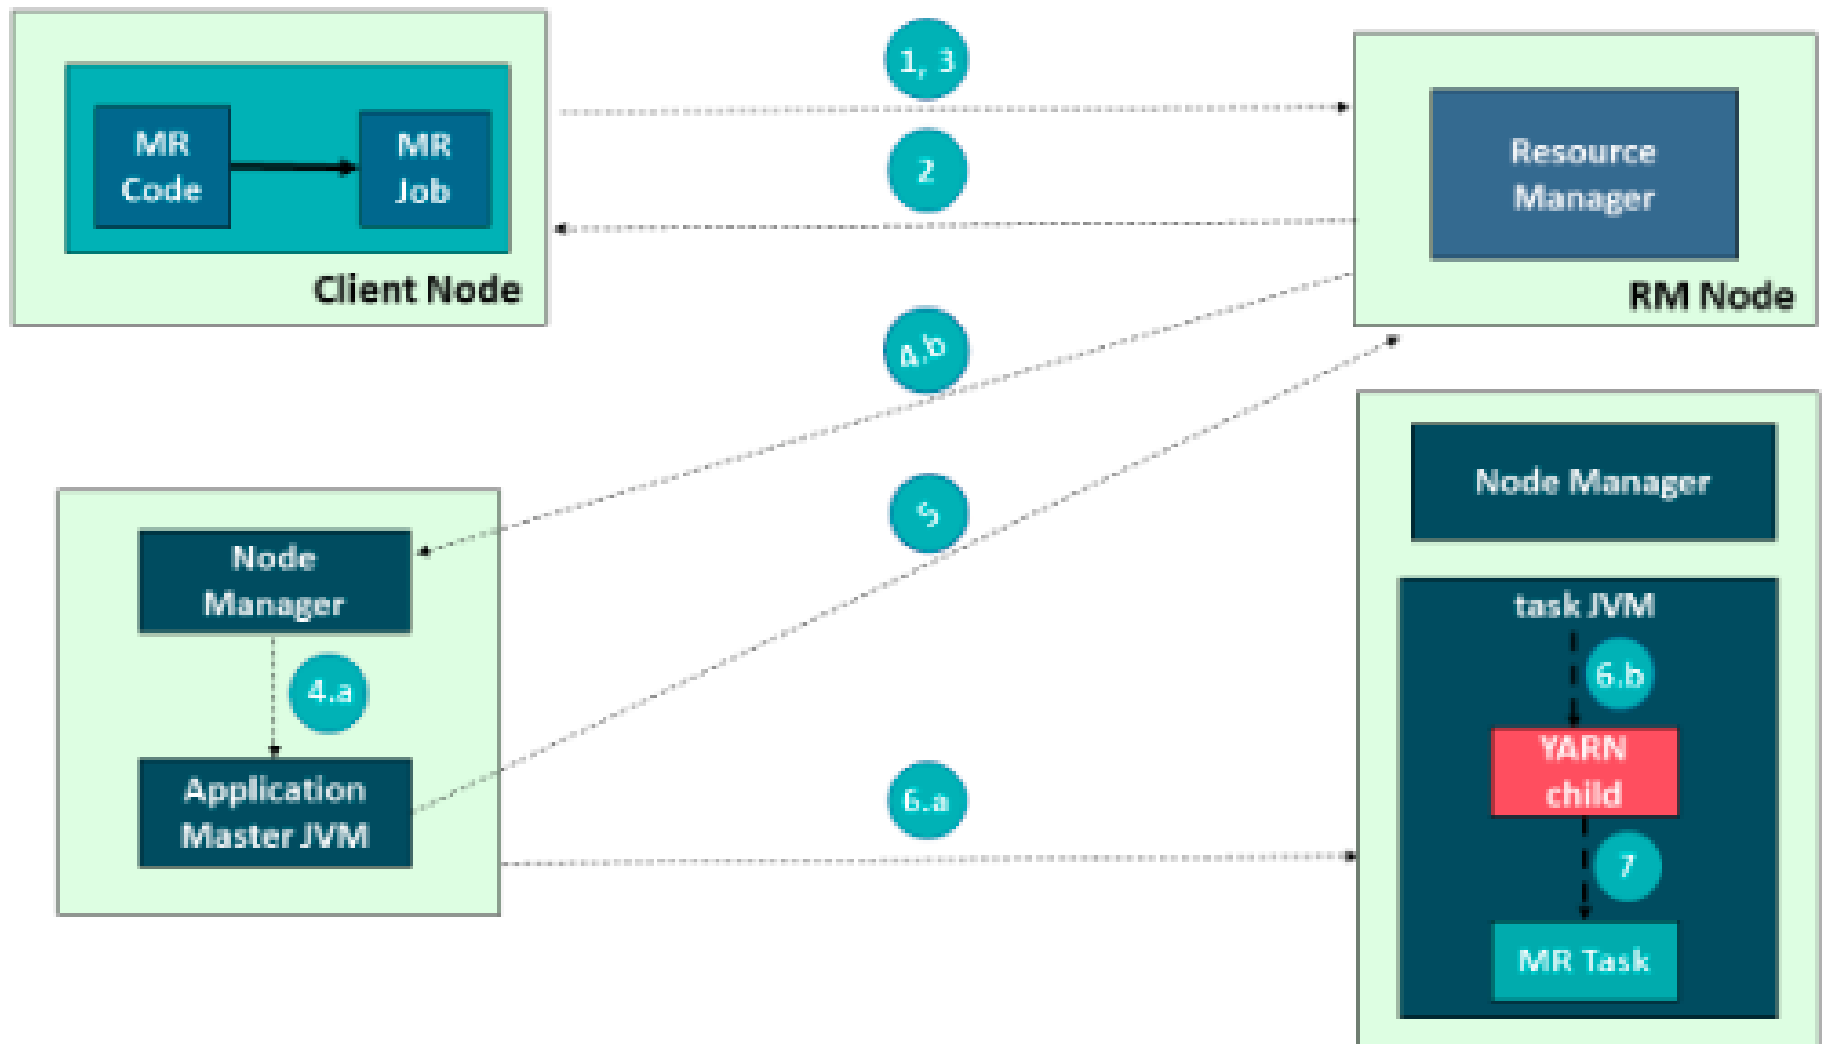 MR
Code
MR
Job
Client Node
1, 3
2
Resource
Manager
RM Node
4.b
5
Node
Manager
4.a
Application
Master JVM
6.a
Node Manager
task JVM
6.b
YARN
child
7
MR Task